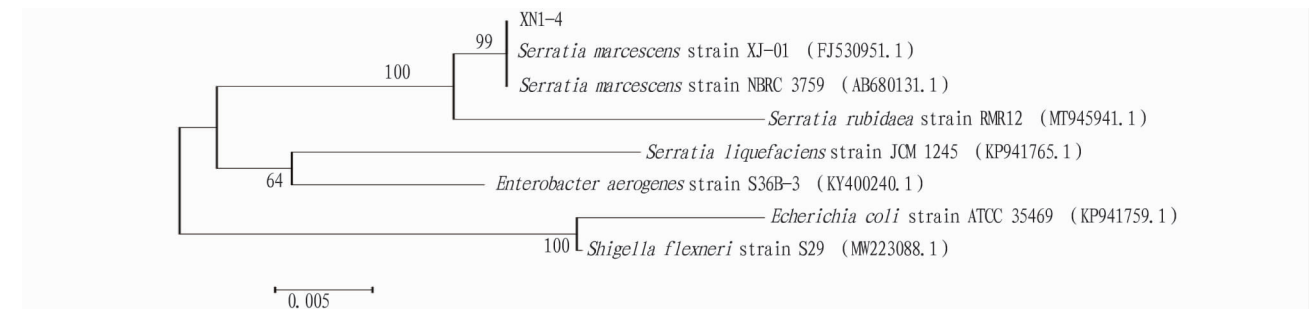 XN1-4
99
Serratia marcescens strain XJ-01 (FJ530951.1)
100
Serratia marcescens strain NBRC 3759 (AB680131.1)
Serratia rubidaea strain RMR12 (MT945941.1)
Serratia liquefaciens strain JCM 1245 (KP941765.1)
64
Enterobacter aerogenes strain S36B-3 (KY400240.1)
Echerichia coli strain ATCC 35469 (KP941759.1)
100
Shigella flexneri strain S29 (MW223088.1)
0.005